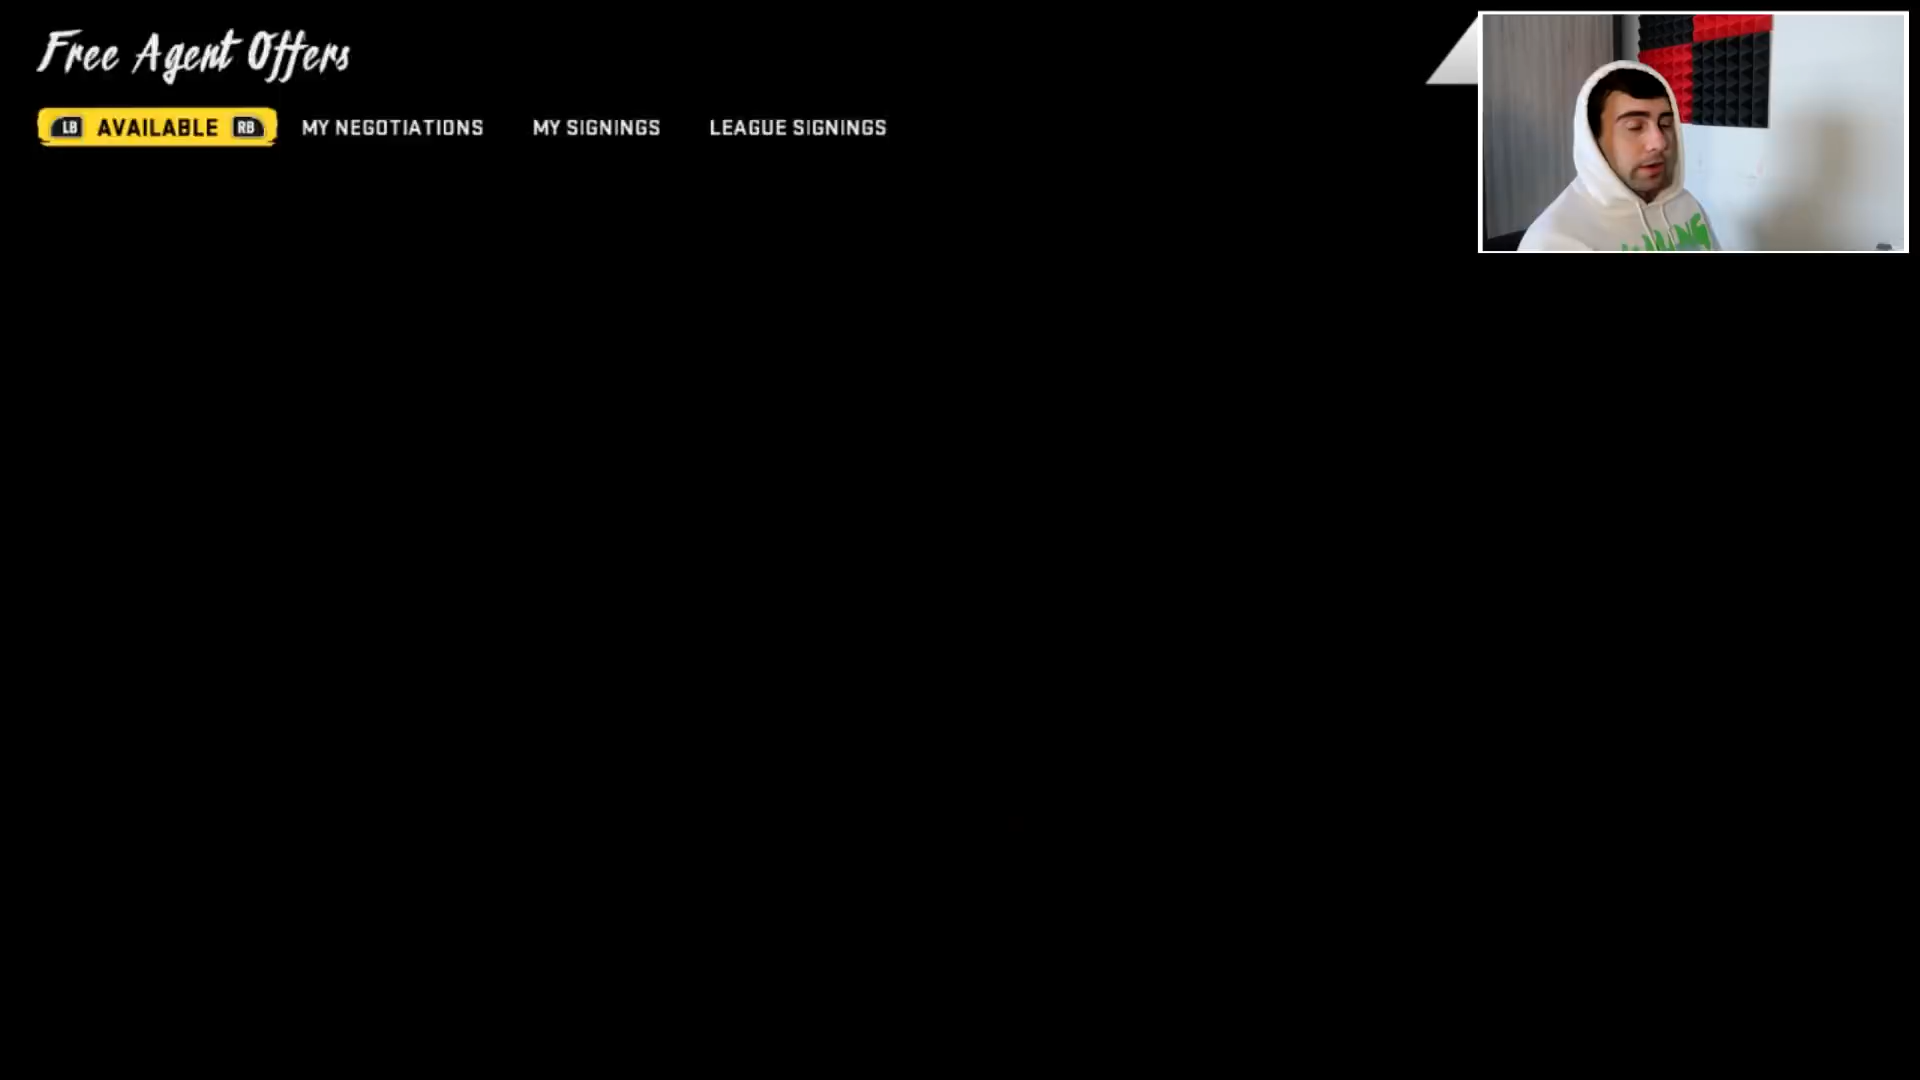 Free Agent Offers
LB AVAILABLE RB MY NEGOTIATIONS MY SIGNINGS LEAGUE SIGNINGS